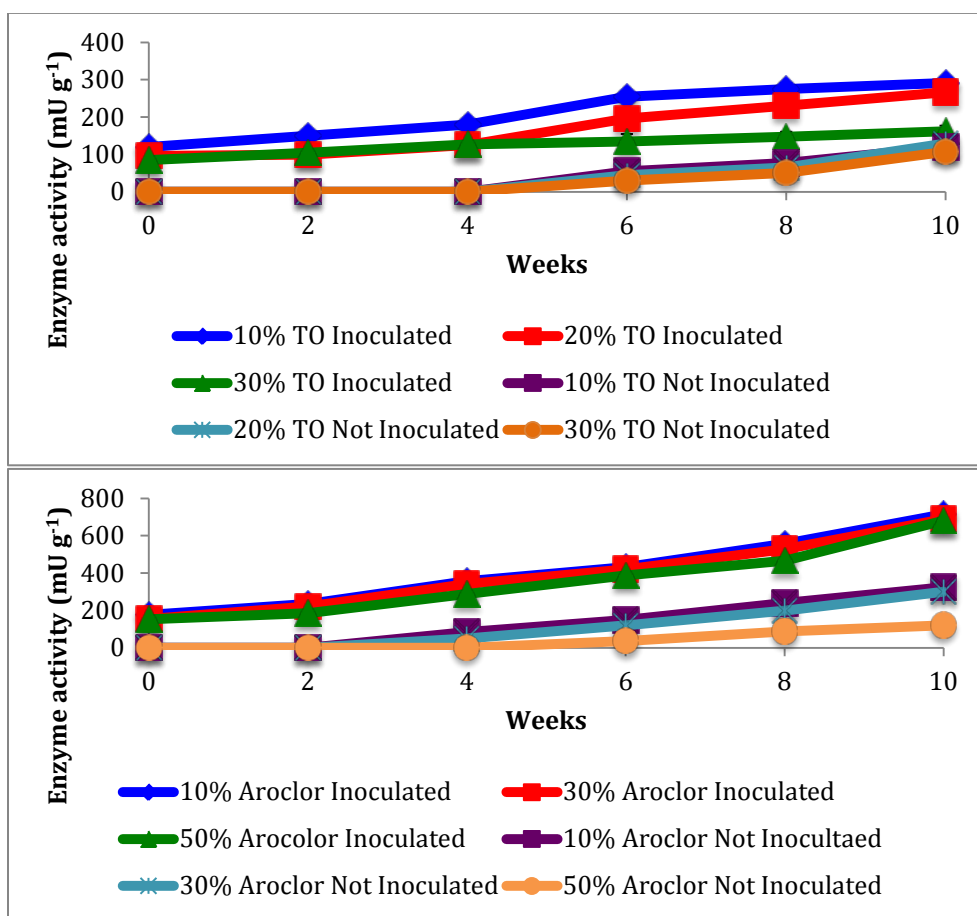 Enzyme activity (mU g⁻¹)
400
300
200
100
0
0 2 4 6 8 10
Weeks
10% TO Inoculated 20% TO Inoculated
30% TO Inoculated 10% TO Not Inoculated
20% TO Not Inoculated 30% TO Not Inoculated
Enzyme activity (mU g⁻¹)
800
600
400
200
0
0 2 4 6 8 10
Weeks
10% Aroclor Inoculated 30% Aroclor Inoculated
50% Arocolor Inoculated 10% Aroclor Not Inocultaed
30% Aroclor Not Inoculated 50% Aroclor Not Inoculated